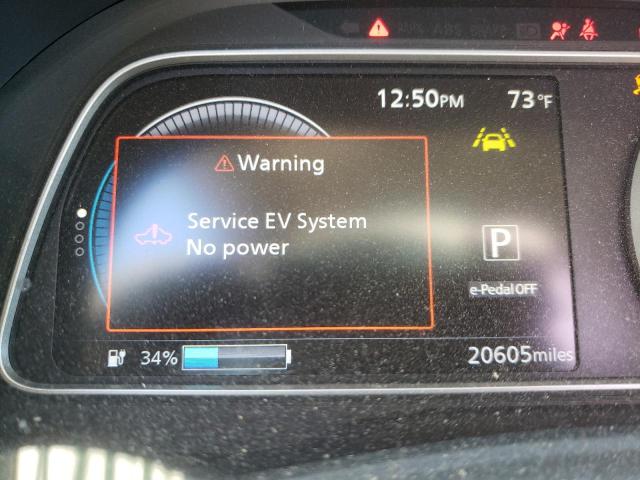 12:50PM 73°F
Warning
Service EV System
No power
P
e-Pedal OFF
34% 20605miles